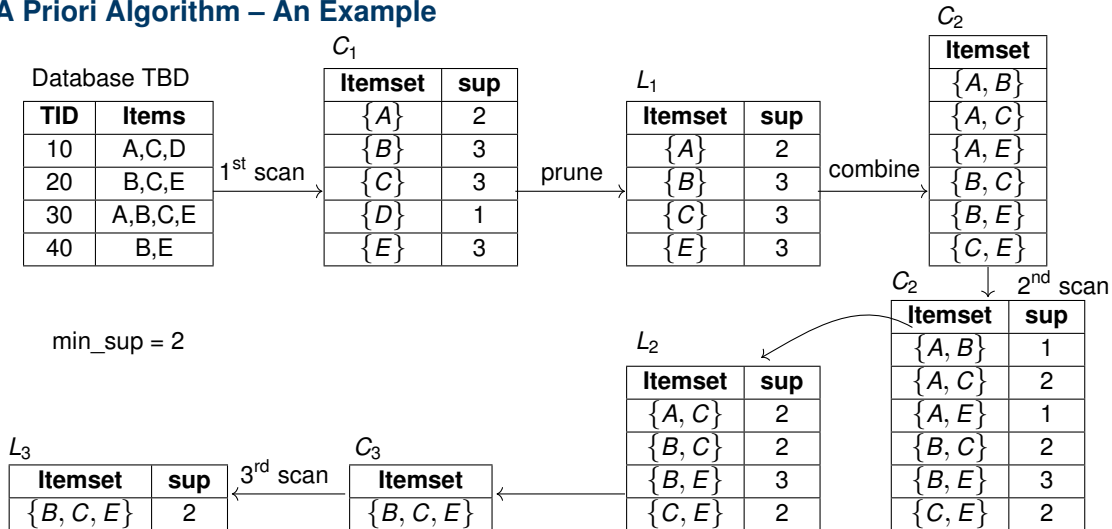 A Priori Algorithm – An Example
Database TBD
TID Items
10 A,C,D
20 B,C,E
30 A,B,C,E
40 B,E
1st scan
C1
Itemset sup
{A} 2
{B} 3
{C} 3
{D} 1
{E} 3
prune
L1
Itemset sup
{A} 2
{B} 3
{C} 3
{E} 3
combine
C2
Itemset
{A, B}
{A, C}
{A, E}
{B, C}
{B, E}
{C, E}
2nd scan
C2
Itemset sup
{A, B} 1
{A, C} 2
{A, E} 1
{B, C} 2
{B, E} 3
{C, E} 2
min_sup = 2
L2
Itemset sup
{A, C} 2
{B, C} 2
{B, E} 3
{C, E} 2
C3
Itemset
{B, C, E}
3rd scan
L3
Itemset sup
{B, C, E} 2